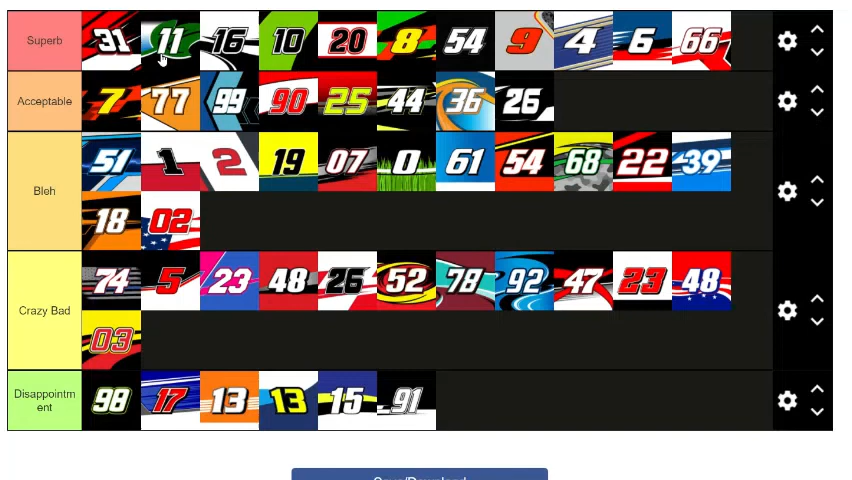 Superb 31 11 16 10 20 8 54 9 4 6 66
Acceptable 7 77 99 90 25 44 36 26
Bleh 51 1 2 19 07 0 61 54 68 22 39
18 02
Crazy Bad 74 5 23 48 26 52 78 92 47 23 48
03
Disappointm
ent 98 17 13 13 15 91
Save/Download